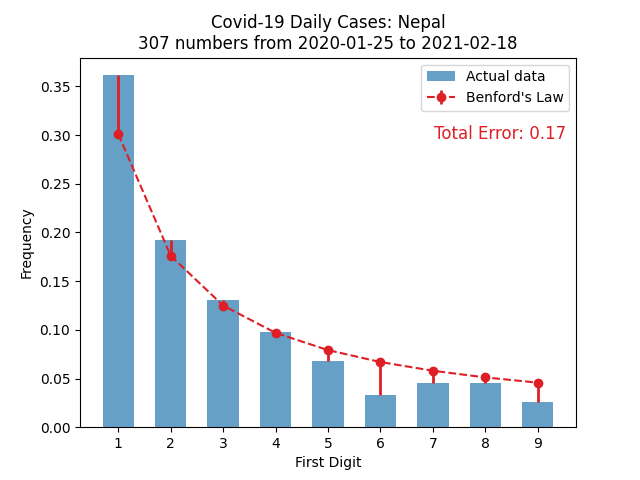 Covid-19 Daily Cases: Nepal
307 numbers from 2020-01-25 to 2021-02-18
Actual data
Benford's Law
Total Error: 0.17
Frequency
0.35
0.30
0.25
0.20
0.15
0.10
0.05
0.00
1 2 3 4 5 6 7 8 9
First Digit